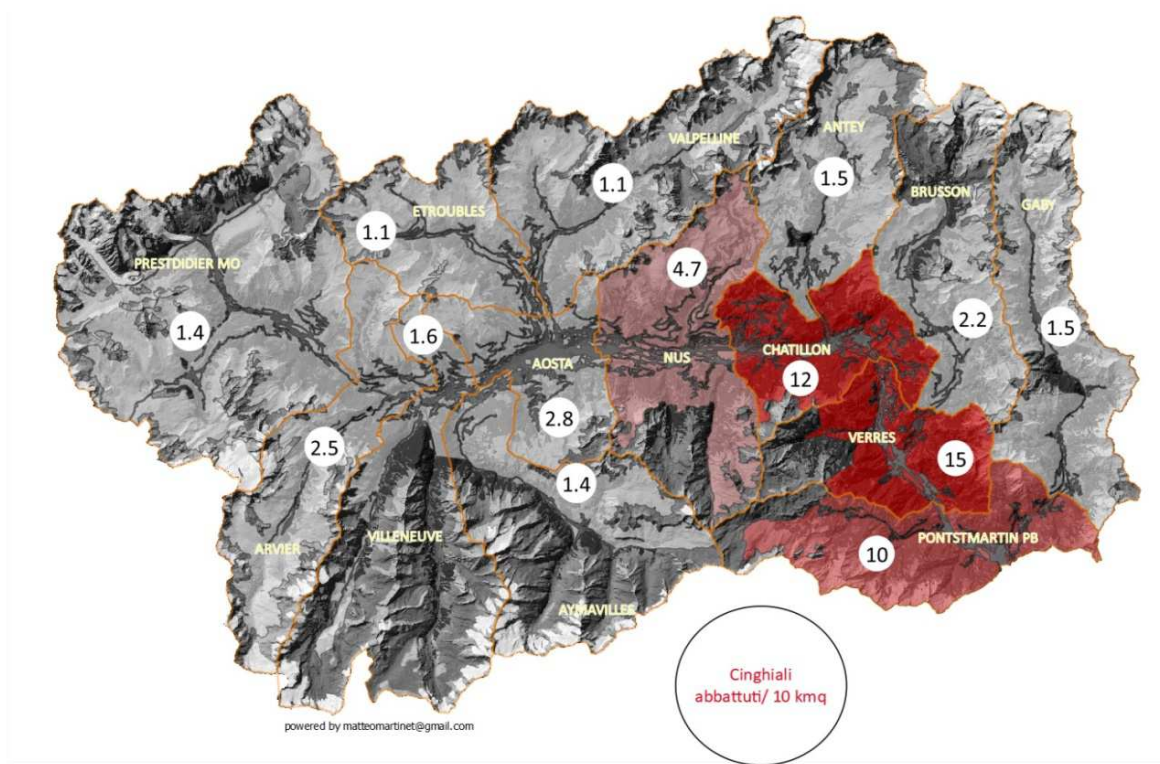 VALPELLINE
ANTEY
1.1
1.5
BRUSSON
ETROUBLES
GABY
1.1
PRESTDIDIER MO
4.7
1.4
1.6
2.2
1.5
AOSTA
NUS
CHATILLON
12
2.8
VERRES
2.5
15
1.4
ARVIER
VILLENEUVE
PONTSTMARTIN PB
10
AYMAVILLES
Cinghiali
abbattuti/ 10 kmq
powered by matteomartinet@gmail.com